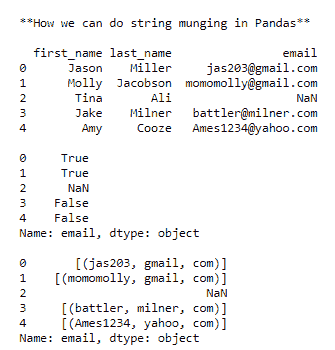 **How we can do string munging in Pandas**
first_name last_name email
0 Jason Miller jas203@gmail.com
1 Molly Jacobson momomolly@gmail.com
2 Tina Ali NaN
3 Jake Milner battler@milner.com
4 Amy Cooze Ames1234@yahoo.com
0 True
1 True
2 NaN
3 False
4 False
Name: email, dtype: object
0 [(jas203, gmail, com)]
1 [(momomolly, gmail, com)]
2 NaN
3 [(battler, milner, com)]
4 [(Ames1234, yahoo, com)]
Name: email, dtype: object